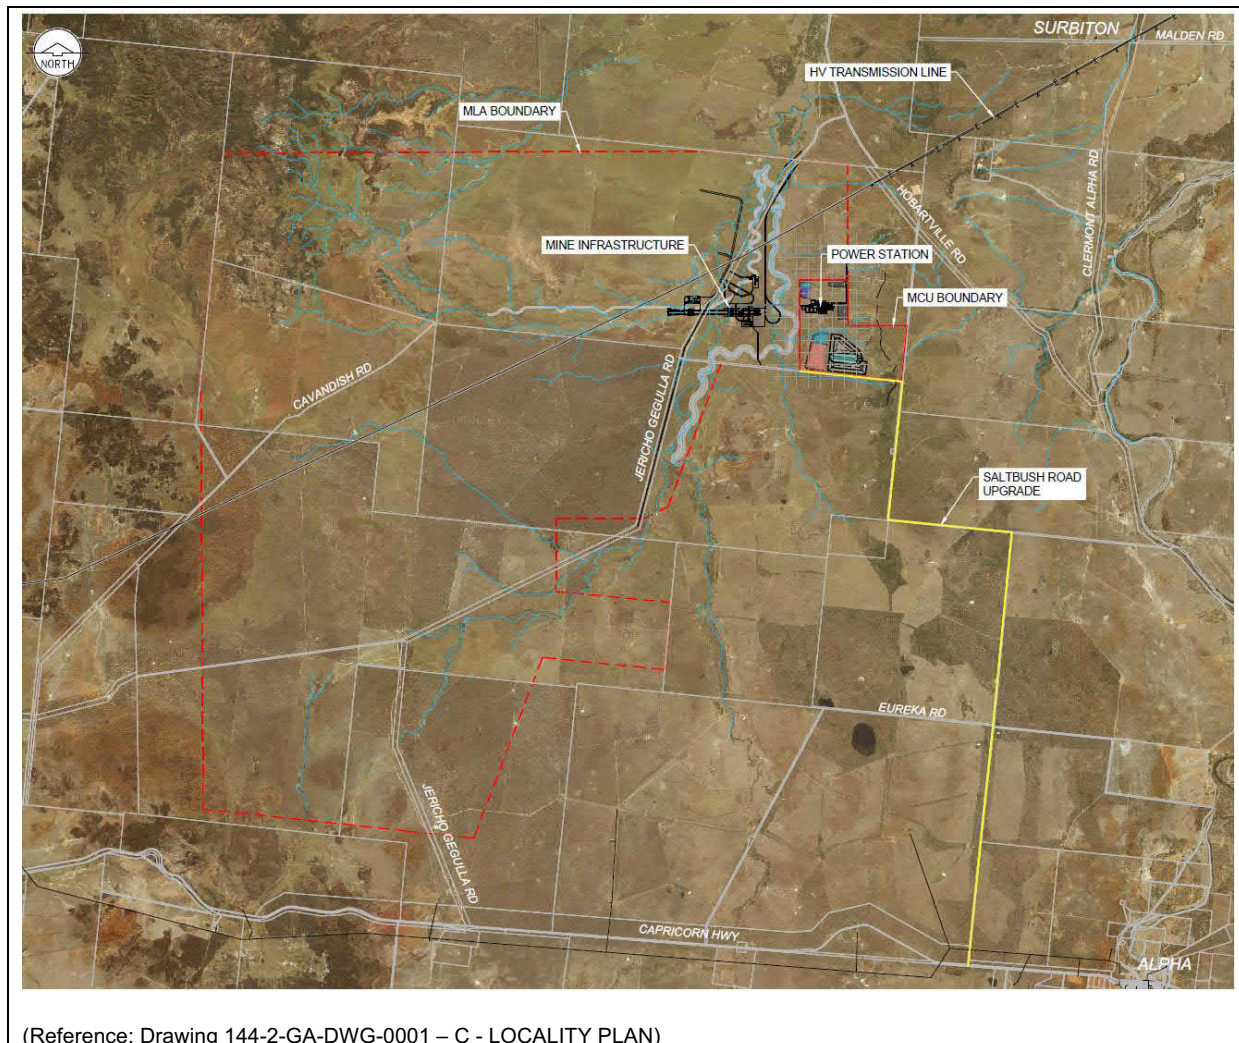 SURBITON
MALDEN RD
NORTH
HV TRANSMISSION LINE
MLA BOUNDARY
CLERMONT ALPHA RD
HOBARTVILLE RD
MINE INFRASTRUCTURE
POWER STATION
MCU BOUNDARY
CAVANDISH RD
JERICHO GEGULLA RD
SALTBUSH ROAD
UPGRADE
EUREKA RD
JERICHO GEGULLA RD
CAPRICORN HWY
ALPHA
(Reference: Drawing 144-2-GA-DWG-0001 – C - LOCALITY PLAN)